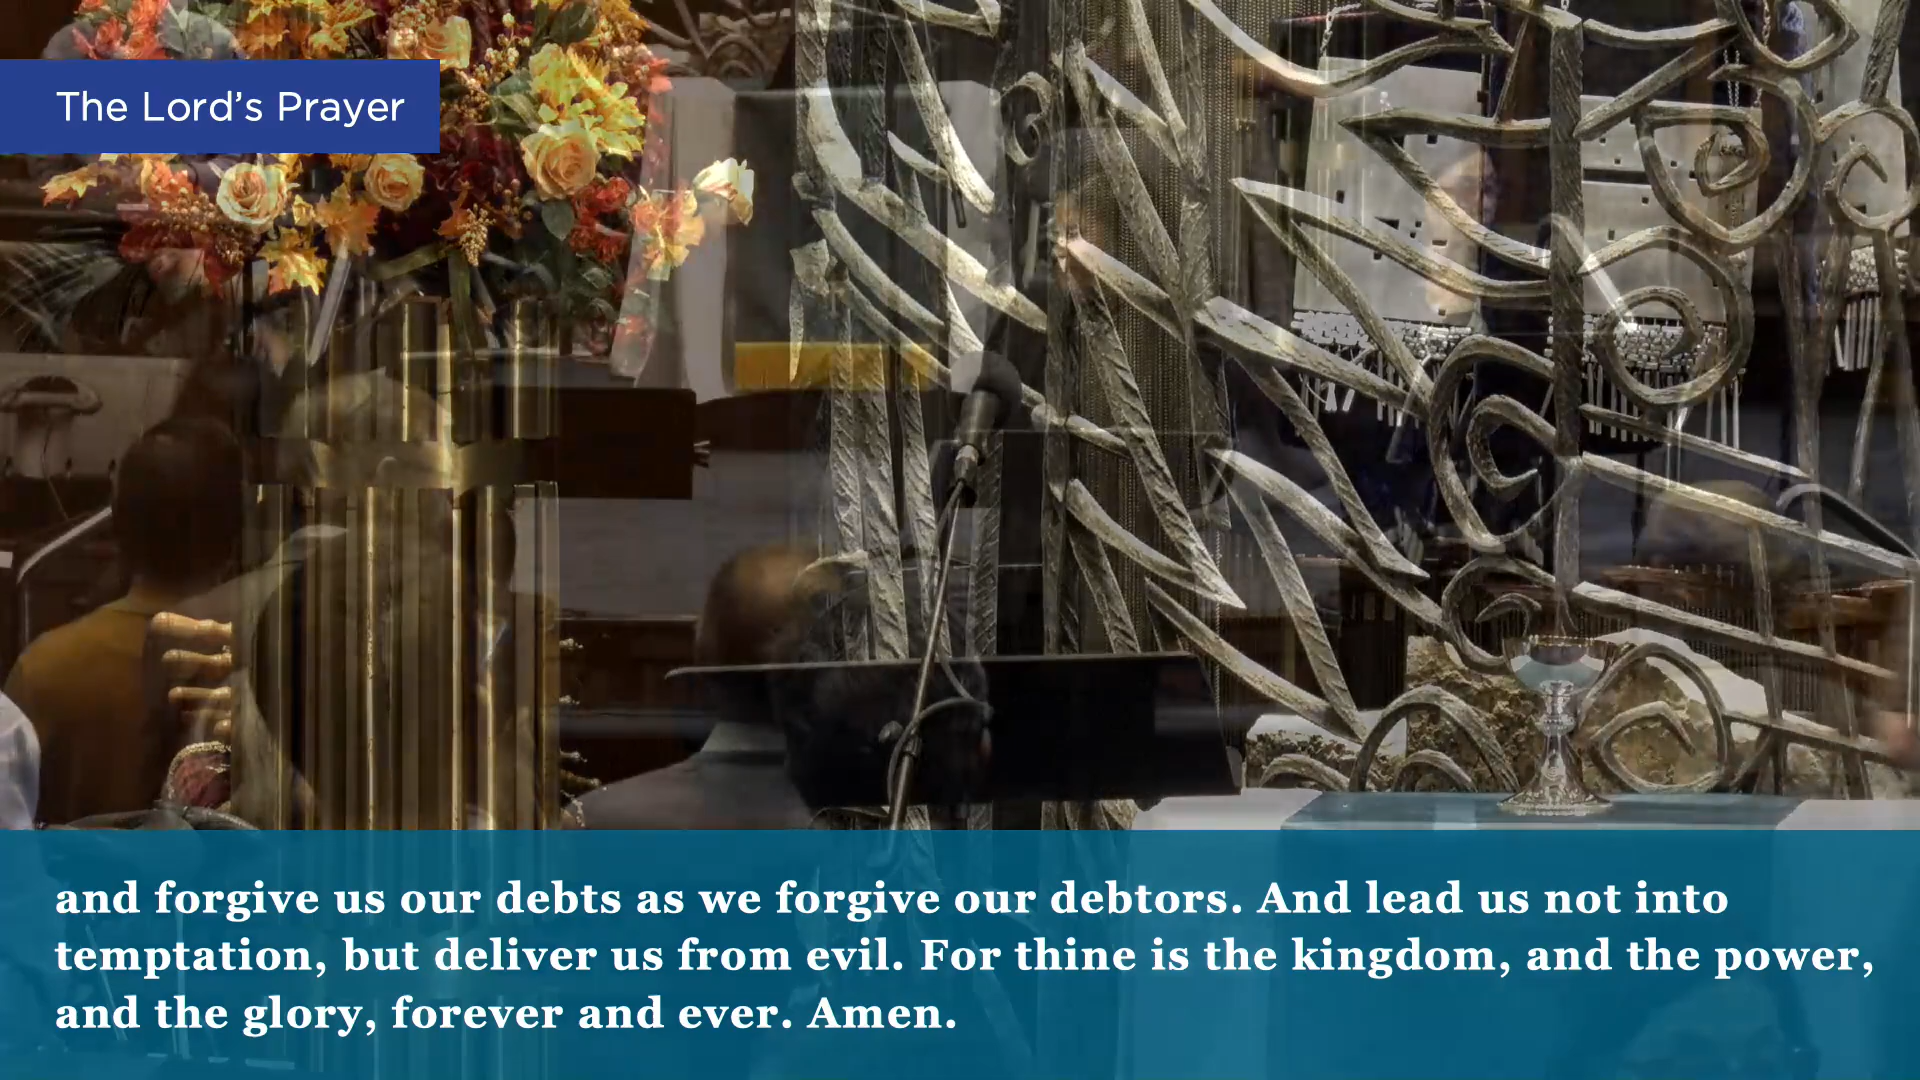 The Lord’s Prayer
and forgive us our debts as we forgive our debtors. And lead us not into
temptation, but deliver us from evil. For thine is the kingdom, and the power,
and the glory, forever and ever. Amen.